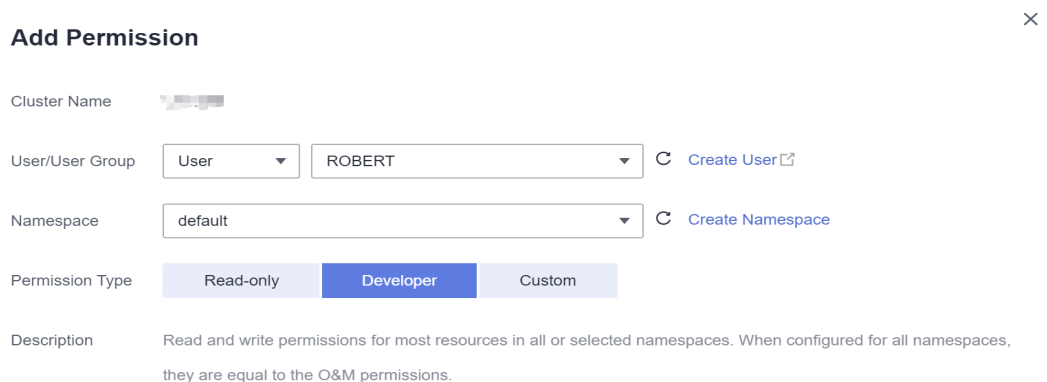 Add Permission
Cluster Name
User/User Group User ROBERT Create User
Namespace default Create Namespace
Permission Type Read-only Developer Custom
Description Read and write permissions for most resources in all or selected namespaces. When configured for all namespaces,
they are equal to the O&M permissions.